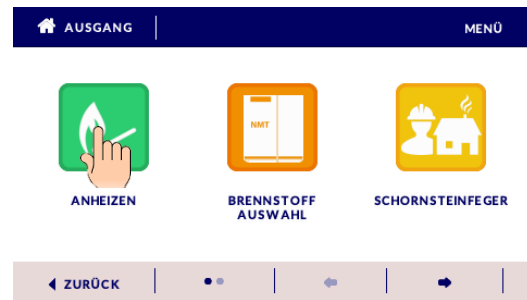 AUSGANG
MENÜ
NMT
ANHEIZEN
BRENNSTOFF
AUSWAHL
SCHORNSTEINFEGER
ZURÜCK